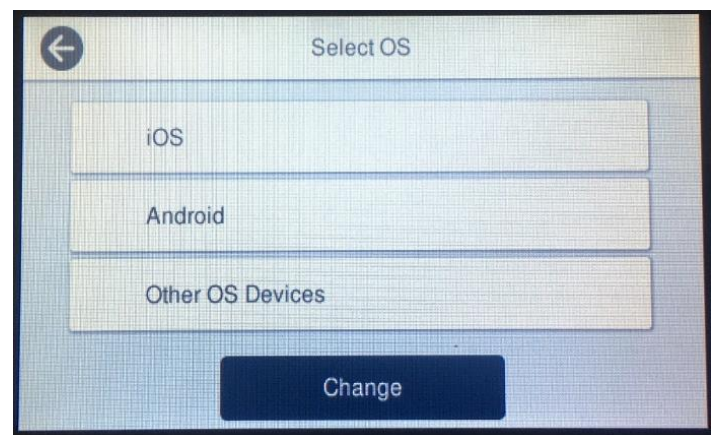 Select OS
iOS
Android
Other OS Devices
Change